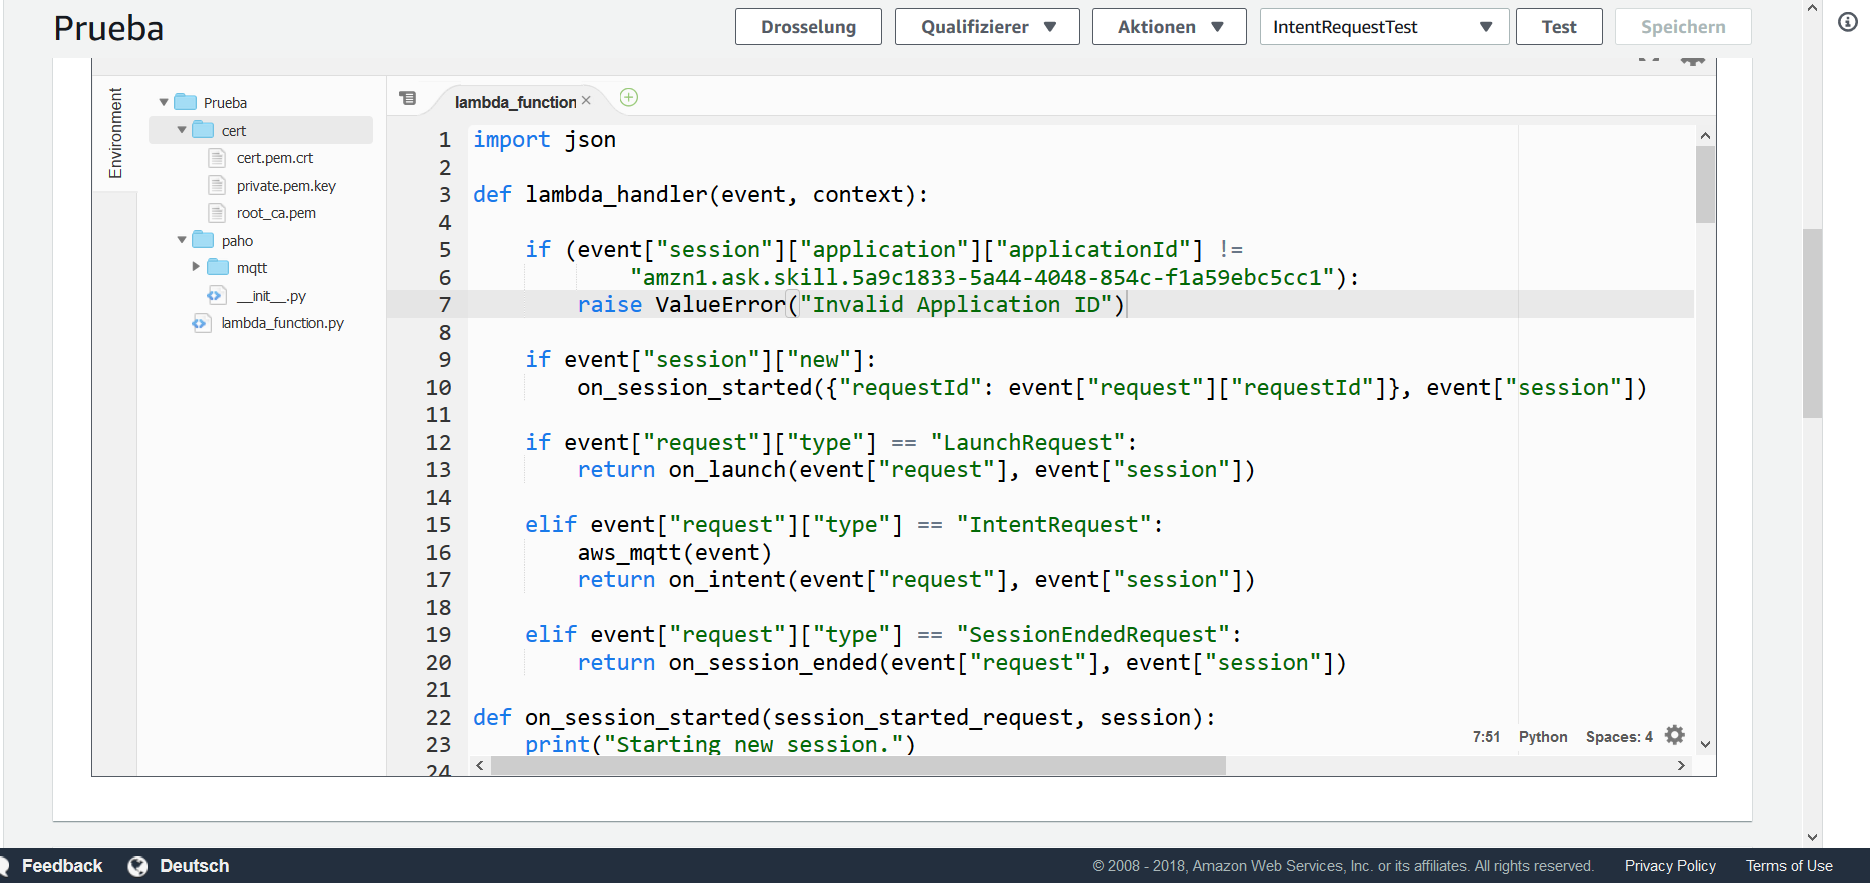 Prueba
Drosselung
Qualifizierer
Aktionen
IntentRequestTest
Test
Speichern
Environment
Prueba
cert
cert.pem.crt
private.pem.key
root_ca.pem
paho
mqtt
__init__.py
lambda_function.py
lambda_function
1 import json
2
3 def lambda_handler(event, context):
4
5     if (event["session"]["application"]["applicationId"] !=
6             "amzn1.ask.skill.5a9c1833-5a44-4048-854c-f1a59ebc5cc1"):
7         raise ValueError("Invalid Application ID")
8
9     if event["session"]["new"]:
10         on_session_started({"requestId": event["request"]["requestId"]}, event["session"])
11
12     if event["request"]["type"] == "LaunchRequest":
13         return on_launch(event["request"], event["session"])
14
15     elif event["request"]["type"] == "IntentRequest":
16         aws_mqtt(event)
17         return on_intent(event["request"], event["session"])
18
19     elif event["request"]["type"] == "SessionEndedRequest":
20         return on_session_ended(event["request"], event["session"])
21
22 def on_session_started(session_started_request, session):
23     print("Starting new session.")
24
7:51 Python Spaces: 4
Feedback
Deutsch
© 2008 - 2018, Amazon Web Services, Inc. or its affiliates. All rights reserved.
Privacy Policy
Terms of Use